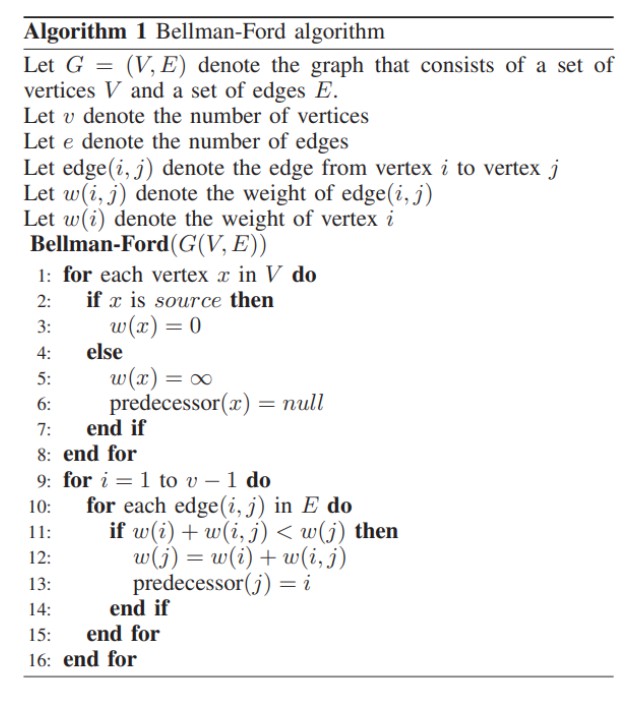 Algorithm 1 Bellman-Ford algorithm
Let G = (V, E) denote the graph that consists of a set of
vertices V and a set of edges E.
Let v denote the number of vertices
Let e denote the number of edges
Let edge(i, j) denote the edge from vertex i to vertex j
Let w(i, j) denote the weight of edge(i, j)
Let w(i) denote the weight of vertex i
Bellman-Ford(G(V, E))
1: for each vertex x in V do
2: if x is source then
3: w(x) = 0
4: else
5: w(x) = ∞
6: predecessor(x) = null
7: end if
8: end for
9: for i = 1 to v − 1 do
10: for each edge(i, j) in E do
11: if w(i) + w(i, j) < w(j) then
12: w(j) = w(i) + w(i, j)
13: predecessor(j) = i
14: end if
15: end for
16: end for